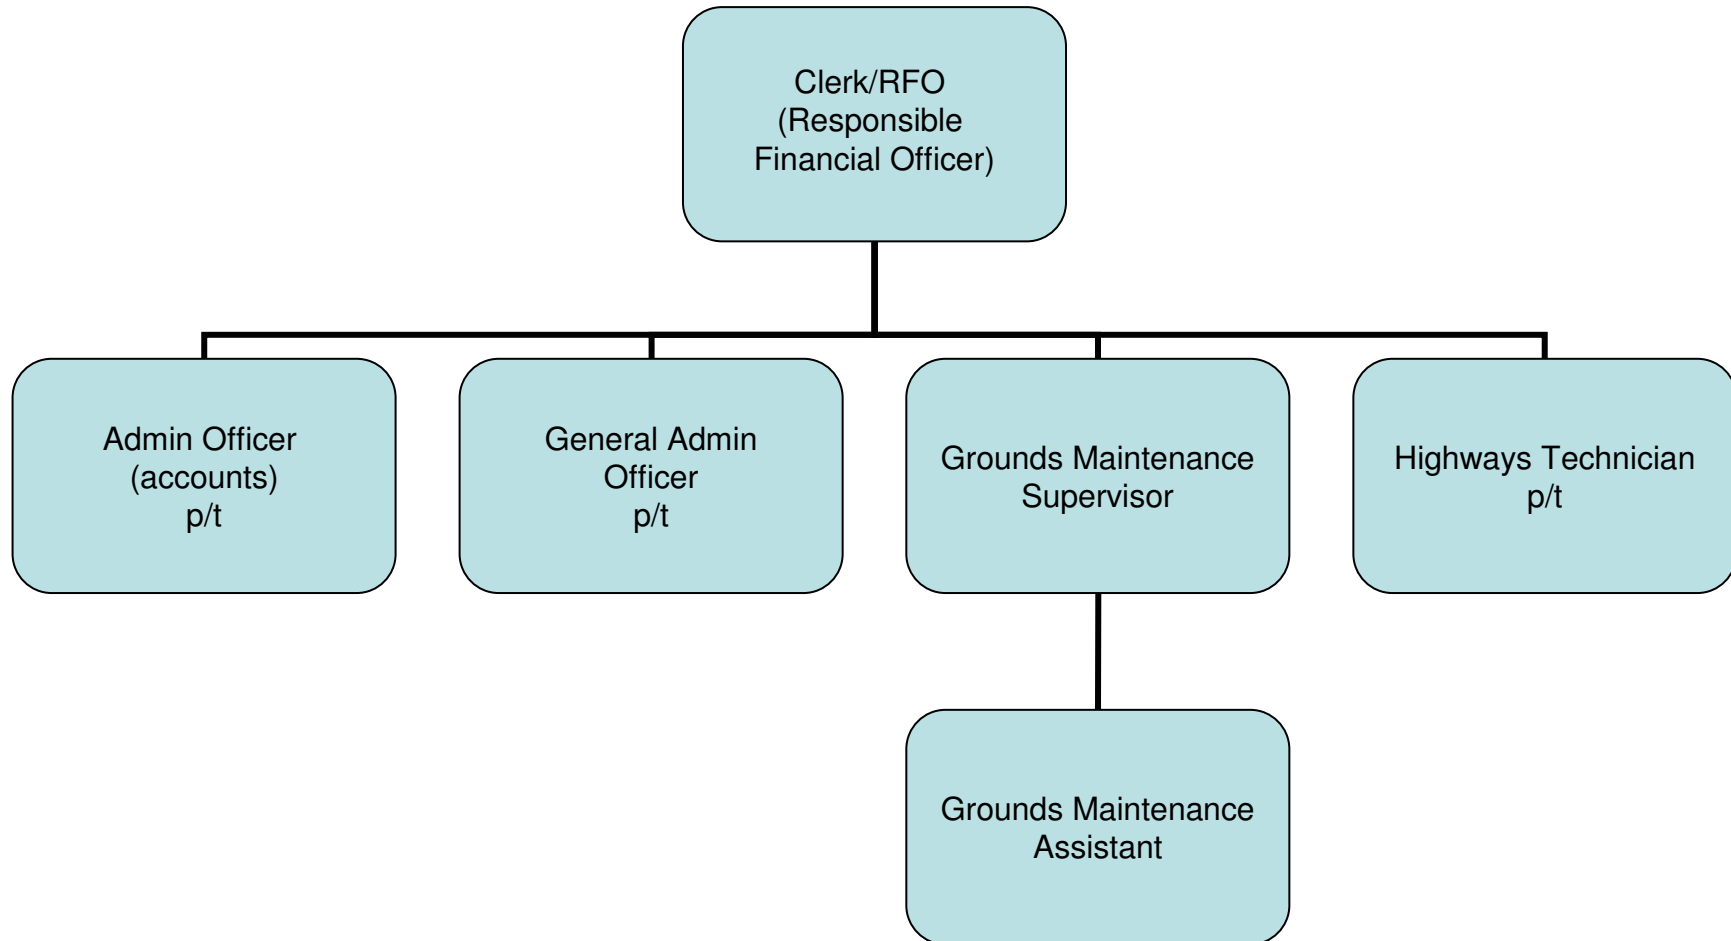 Clerk/RFO
(Responsible
Financial Officer)
Admin Officer
(accounts)
p/t
General Admin
Officer
p/t
Grounds Maintenance
Supervisor
Highways Technician
p/t
Grounds Maintenance
Assistant